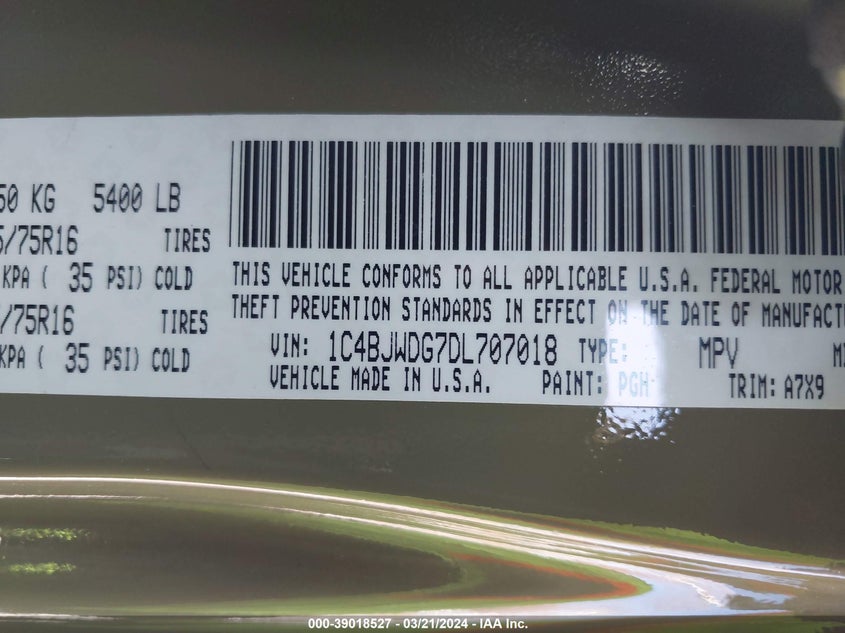 50 KG 5400 LB
5/75R16 TIRES
KPA ( 35 PSI) COLD
/75R16 TIRES
KPA ( 35 PSI) COLD
THIS VEHICLE CONFORMS TO ALL APPLICABLE U.S.A. FEDERAL MOTOR
THEFT PREVENTION STANDARDS IN EFFECT ON THE DATE OF MANUFACT
VIN: 1C4BJWDG7DL707018 TYPE: MPV
VEHICLE MADE IN U.S.A. PAINT: PGH TRIM: A7X9
000-39018527 - 03/21/2024 - IAA Inc.